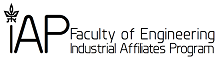 iAP
Faculty of Engineering
Industrial Affiliates Program